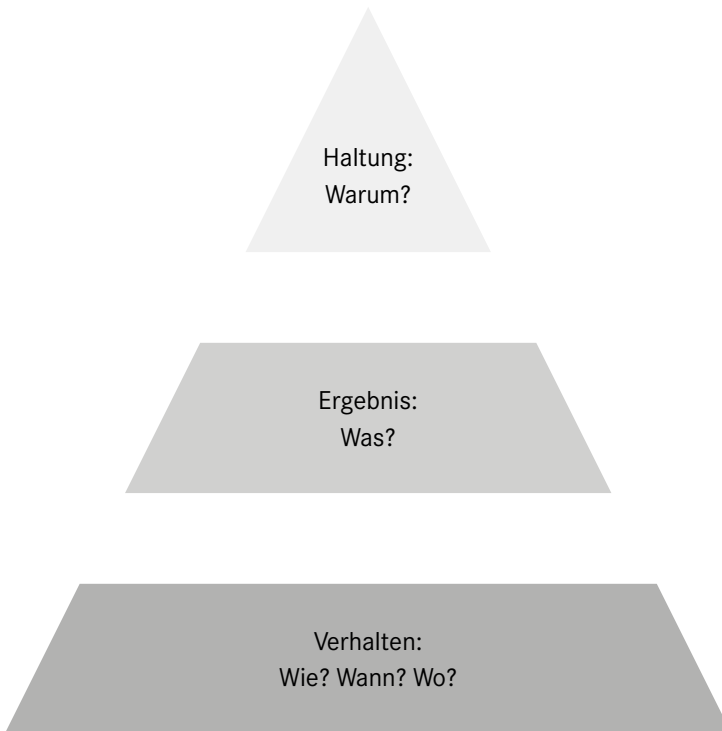 Haltung:
Warum?
Ergebnis:
Was?
Verhalten:
Wie? Wann? Wo?